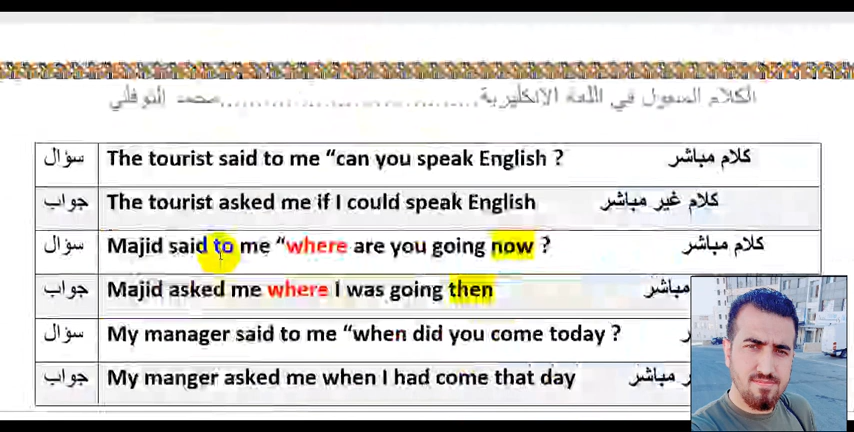 الكلام المنقول في اللغة الانكليزية................................محمد النوفلي
سؤال The tourist said to me “can you speak English ? كلام مباشر
جواب The tourist asked me if I could speak English كلام غير مباشر
سؤال Majid said to me “where are you going now ? كلام مباشر
جواب Majid asked me where I was going then مباشر
سؤال My manager said to me “when did you come today ?
جواب My manger asked me when I had come that day ر مباشر